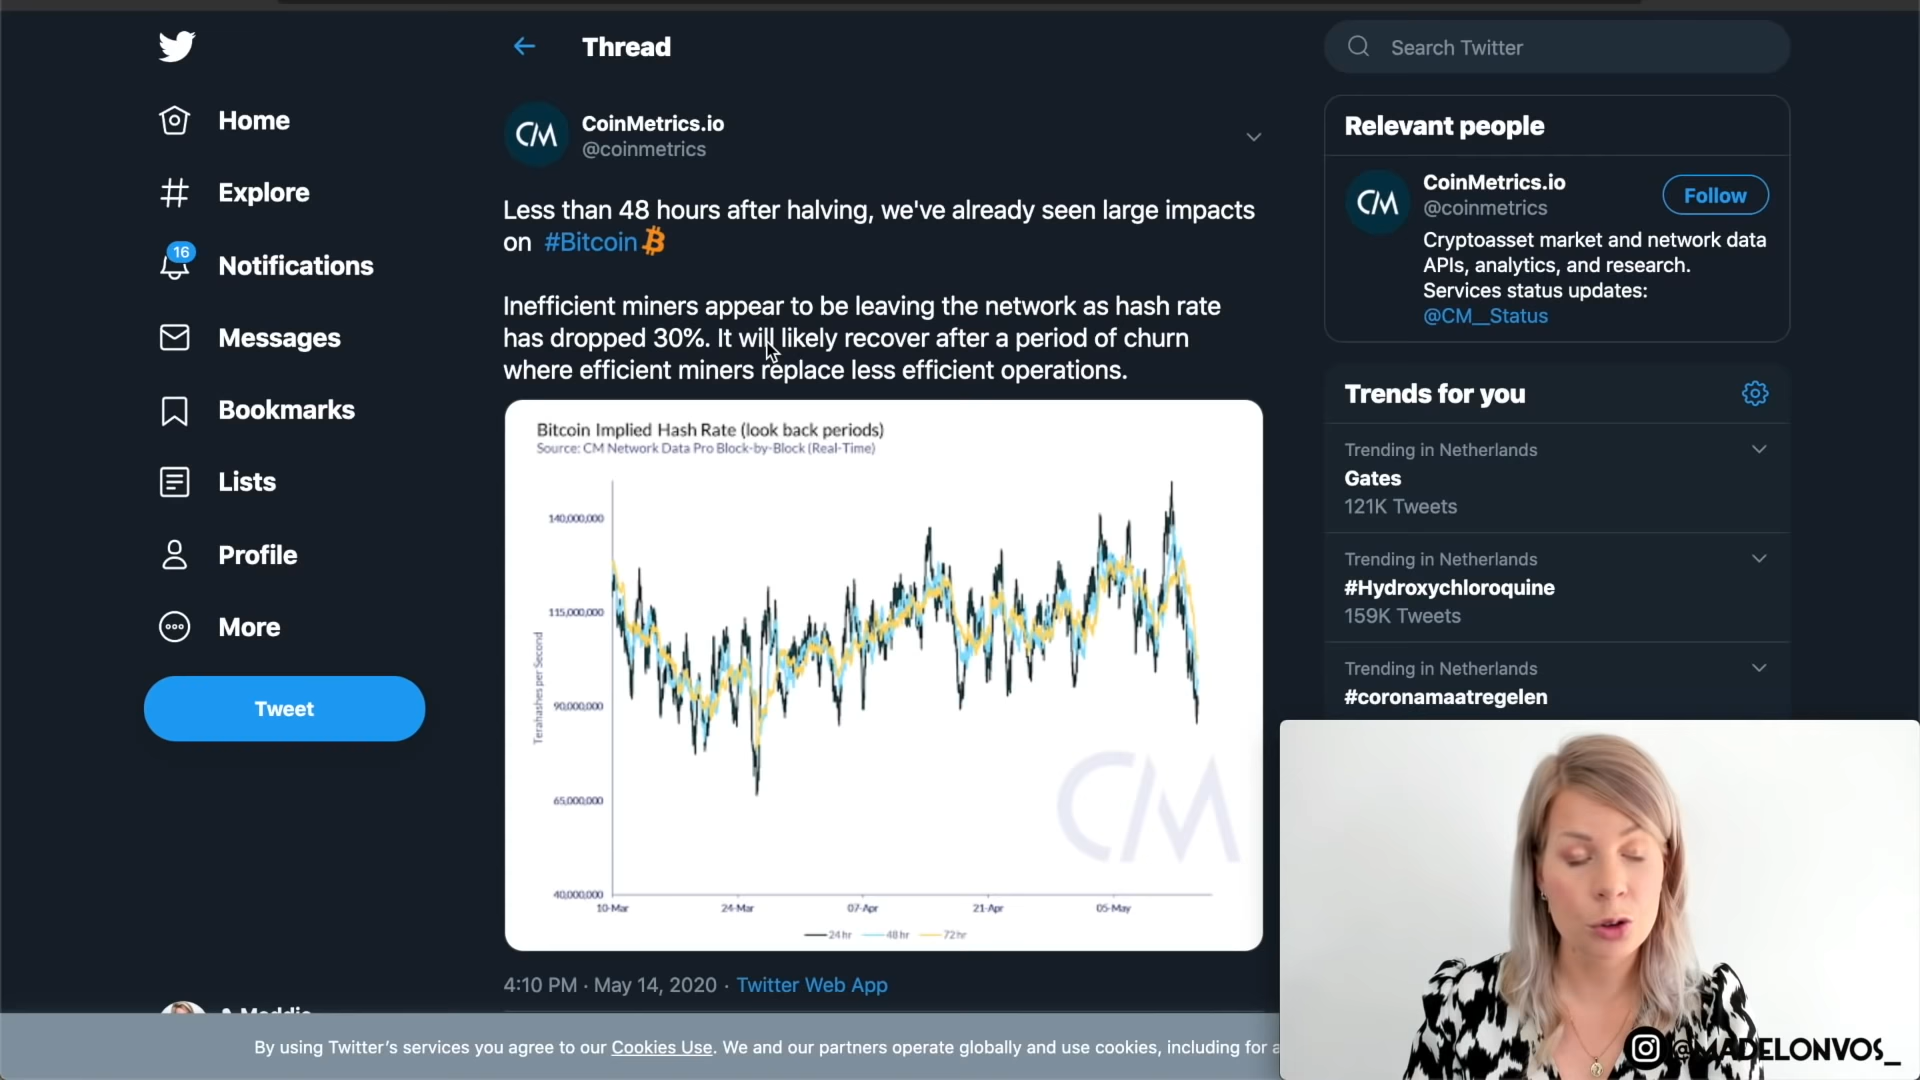 Thread
Search Twitter
Home
Explore
16
Notifications
Messages
Bookmarks
Lists
Profile
More
Tweet
CM
CoinMetrics.io
@coinmetrics
Less than 48 hours after halving, we've already seen large impacts
on #Bitcoin
Inefficient miners appear to be leaving the network as hash rate
has dropped 30%. It will likely recover after a period of churn
where efficient miners replace less efficient operations.
Bitcoin Implied Hash Rate (look back periods)
Source: CM Network Data Pro Block-by-Block (Real-Time)
Terahashes per Second
140,000,000
115,000,000
90,000,000
65,000,000
40,000,000
10-Mar
24-Mar
07-Apr
21-Apr
05-May
24 hr
48 hr
72 hr
CM
4:10 PM · May 14, 2020 · Twitter Web App
Relevant people
CM
CoinMetrics.io
@coinmetrics
Follow
Cryptoasset market and network data
APIs, analytics, and research.
Services status updates:
@CM__Status
Trends for you
Trending in Netherlands
Gates
121K Tweets
Trending in Netherlands
#Hydroxychloroquine
159K Tweets
Trending in Netherlands
#coronamaatregelen
By using Twitter's services you agree to our Cookies Use. We and our partners operate globally and use cookies, including for
@MADELONVOS_